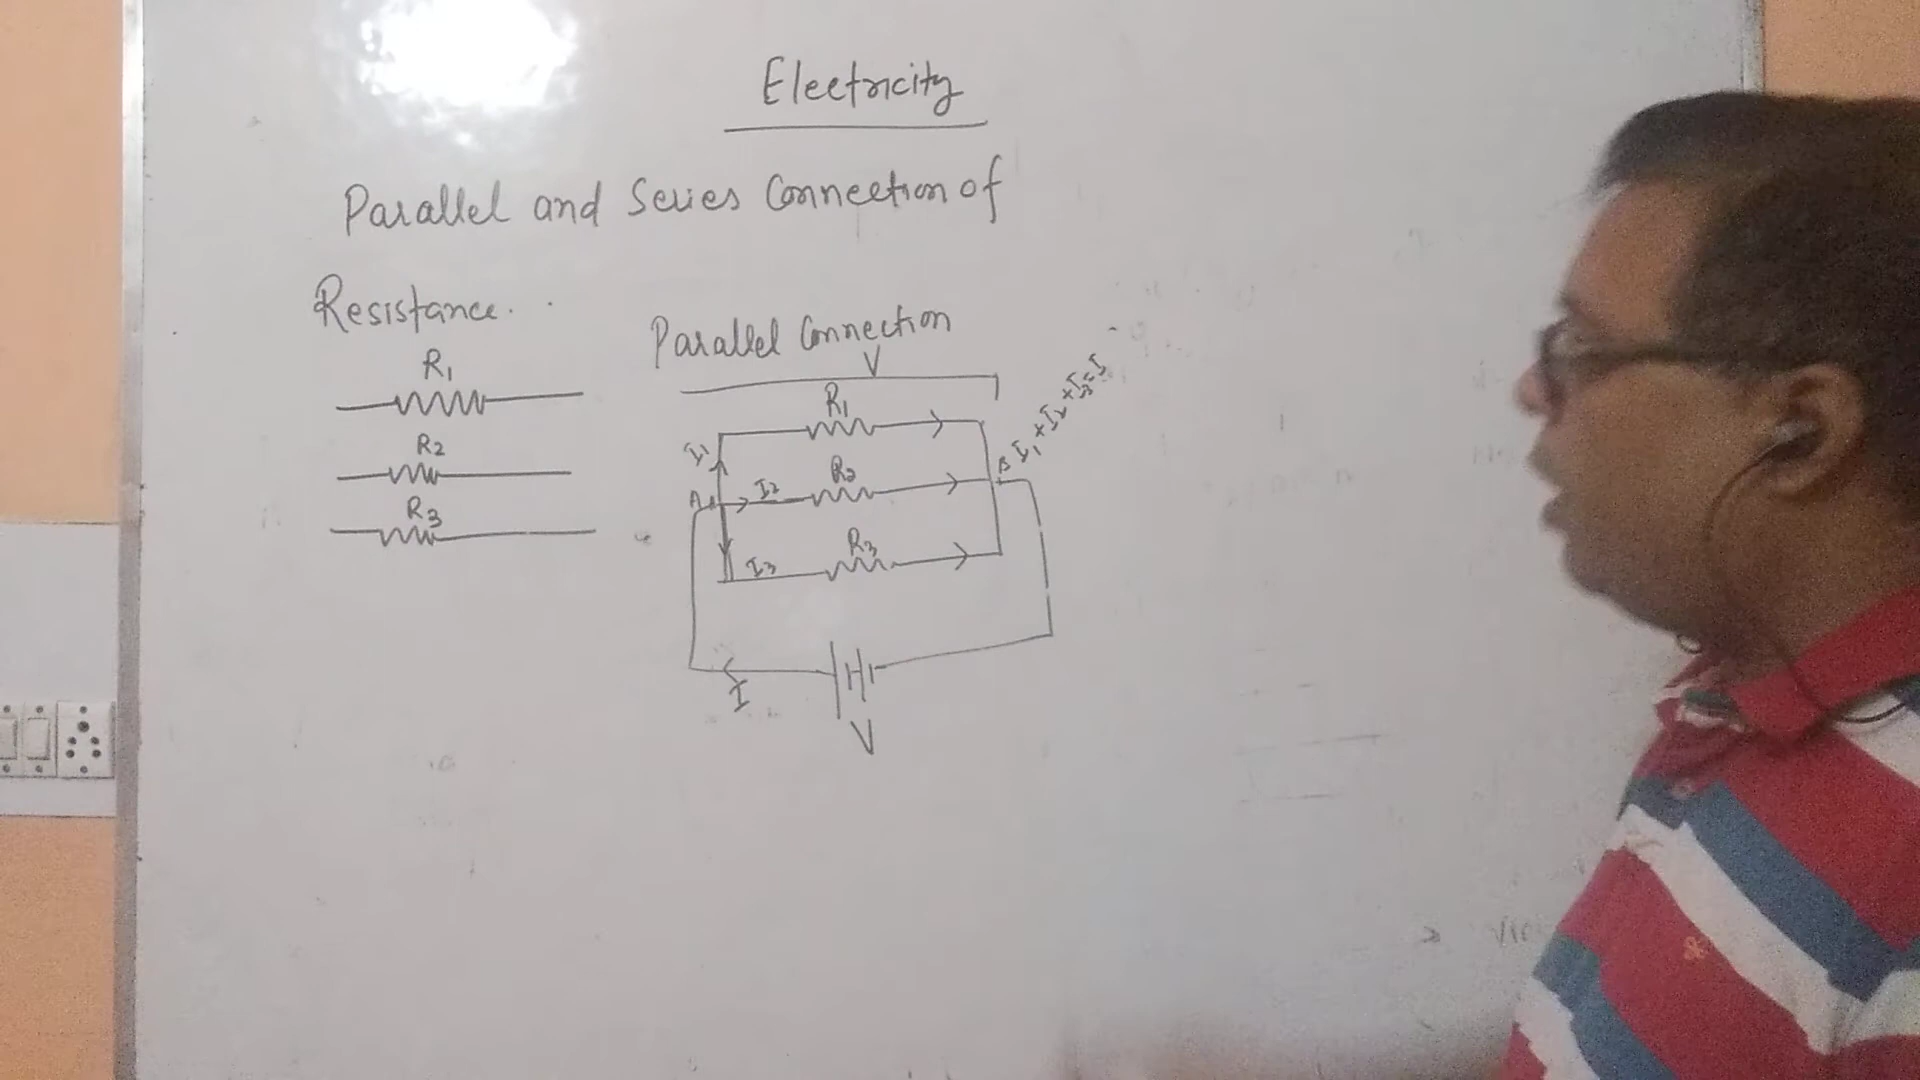 Electricity
Parallel and Series Connection of
Resistance.
R1
R2
R3
Parallel Connection
V
R1
I1
R2
A
I2
B
I1+I2+I3=I
R3
I3
I
V